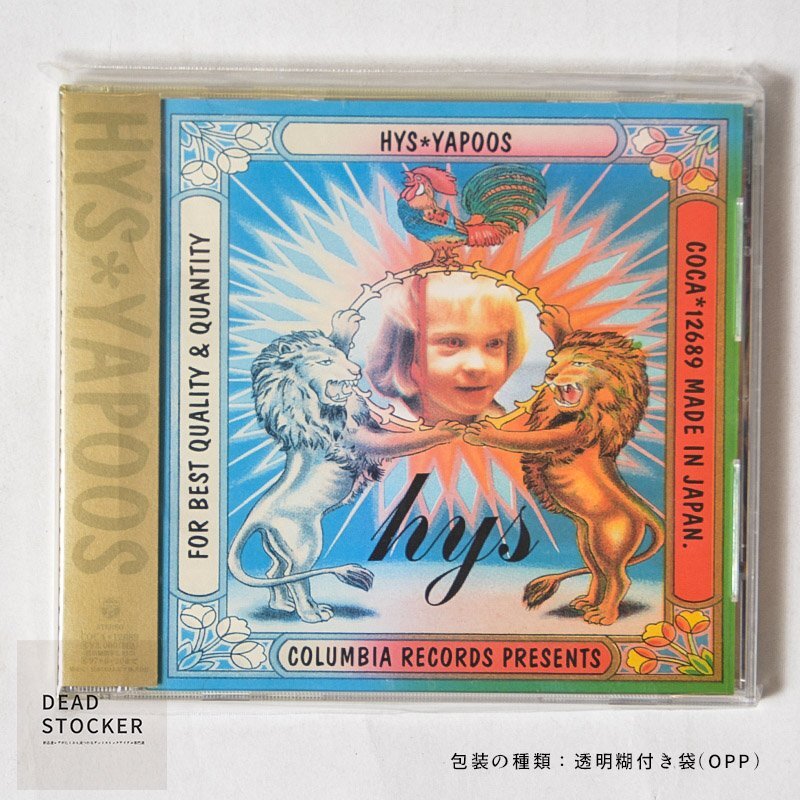 HYS*YAPOOS
HYS*YAPOOS
FOR BEST QUALITY & QUANTITY
COCA*12689 MADE IN JAPAN.
hys
COLUMBIA RECORDS PRESENTS
DEAD
STOCKER
包装の種類：透明糊付き袋(OPP)